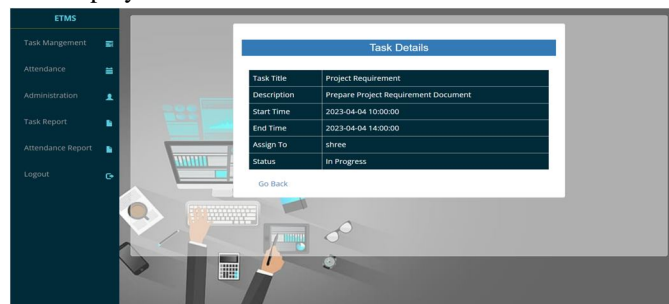 ETMS
Task Mangement
Attendance
Administration
Task Report
Attendance Report
Logout
Task Details
Task Title Project Requirement
Description Prepare Project Requirement Document
Start Time 2023-04-04 10:00:00
End Time 2023-04-04 14:00:00
Assign To shree
Status In Progress
Go Back